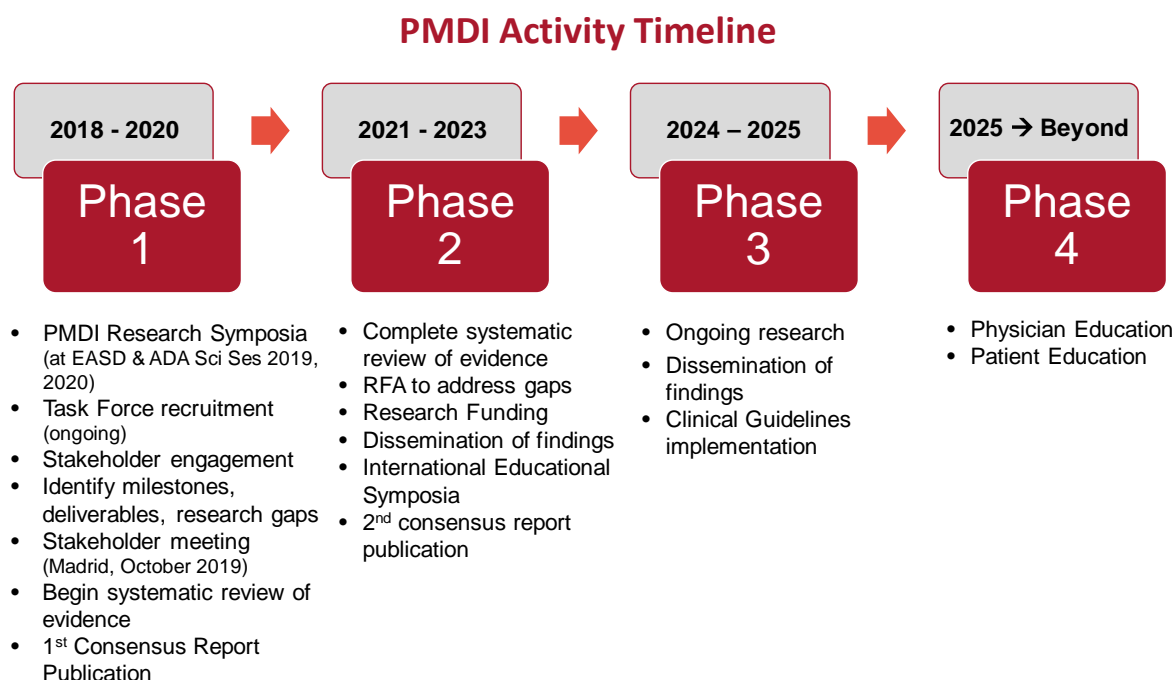 PMDI Activity Timeline
2018 - 2020
Phase
1
• PMDI Research Symposia
(at EASD & ADA Sci Ses 2019,
2020)
• Task Force recruitment
(ongoing)
• Stakeholder engagement
• Identify milestones,
deliverables, research gaps
• Stakeholder meeting
(Madrid, October 2019)
• Begin systematic review of
evidence
• 1st Consensus Report
Publication
2021 - 2023
Phase
2
• Complete systematic
review of evidence
• RFA to address gaps
• Research Funding
• Dissemination of findings
• International Educational
Symposia
• 2nd consensus report
publication
2024 – 2025
Phase
3
• Ongoing research
• Dissemination of
findings
• Clinical Guidelines
implementation
2025 → Beyond
Phase
4
• Physician Education
• Patient Education